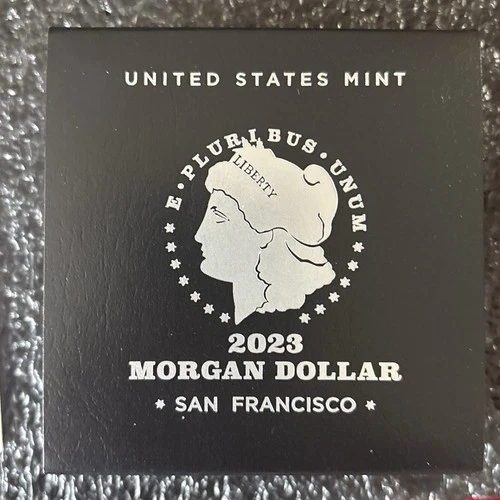 UNITED STATES MINT
E • PLURIBUS • UNUM
LIBERTY
2023
MORGAN DOLLAR
* SAN FRANCISCO *